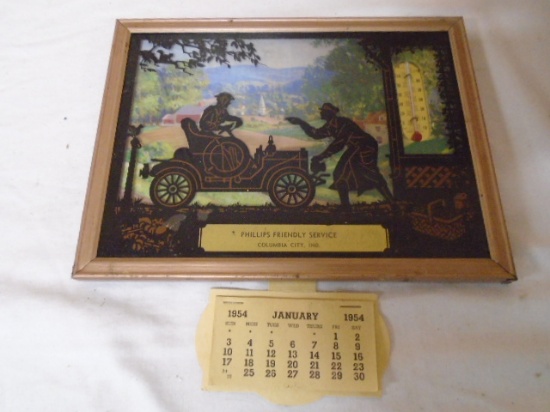 PHILLIPS FRIENDLY SERVICE
COLUMBIA CITY, IND.
1954 JANUARY 1954
SUN MON TUES WED THURS FRI SAT
1 2
3 4 5 6 7 8 9
10 11 12 13 14 15 16
17 18 19 20 21 22 23
24 25 26 27 28 29 30
31